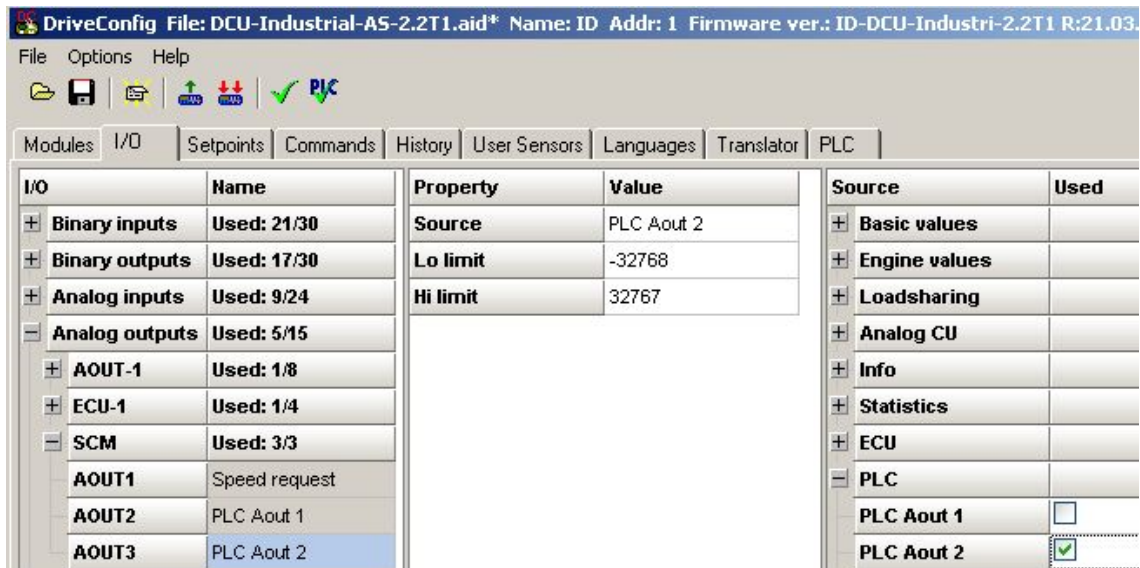 DriveConfig File: DCU-Industrial-AS-2.2T1.aid* Name: ID Addr: 1 Firmware ver.: ID-DCU-Industri-2.2T1 R:21.03.
File Options Help
PLC
Modules I/O Setpoints Commands History User Sensors Languages Translator PLC
I/O Name Property Value Source Used
Binary inputs Used: 21/30 Source PLC Aout 2 Basic values
Binary outputs Used: 17/30 Lo limit -32768 Engine values
Analog inputs Used: 9/24 Hi limit 32767 Loadsharing
Analog outputs Used: 5/15 Analog CU
AOUT-1 Used: 1/8 Info
ECU-1 Used: 1/4 Statistics
SCM Used: 3/3 ECU
AOUT1 Speed request PLC
AOUT2 PLC Aout 1 PLC Aout 1
AOUT3 PLC Aout 2 PLC Aout 2